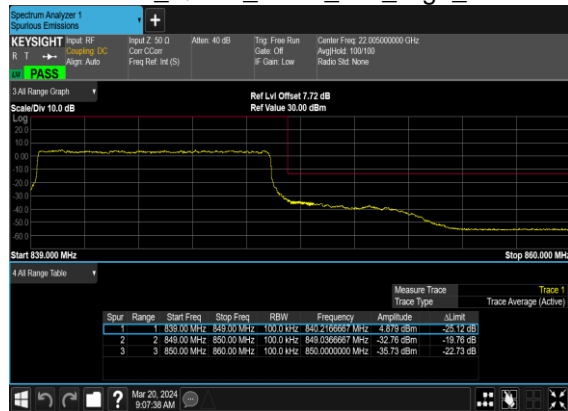 Spectrum Analyzer 1
Spurious Emissions
KEYSIGHT
R T
LV PASS
Input: RF
Coupling: DC
Align: Auto
Input Z: 50 Ω
Corr CCorr
Freq Ref: Int (S)
Atten: 40 dB
Trig: Free Run
Gate: Off
IF Gain: Low
Center Freq: 22.005000000 GHz
Avg|Hold: 100/100
Radio Std: None
3 All Range Graph
Scale/Div 10.0 dB
Ref Lvl Offset 7.72 dB
Ref Value 30.00 dBm
Log
20.0
10.0
0.00
-10.0
-20.0
-30.0
-40.0
-50.0
-60.0
Start 839.000 MHz
Stop 860.000 MHz
4 All Range Table
Measure Trace Trace 1
Trace Type Trace Average (Active)
Spur Range Start Freq Stop Freq RBW Frequency Amplitude ΔLimit
1 1 839.00 MHz 849.00 MHz 100.0 kHz 840.2166667 MHz 4.879 dBm -25.12 dB
2 2 849.00 MHz 850.00 MHz 100.0 kHz 849.0366667 MHz -32.76 dBm -19.76 dB
3 3 850.00 MHz 860.00 MHz 100.0 kHz 850.0000000 MHz -35.73 dBm -22.73 dB
Mar 20, 2024
9:07:38 AM